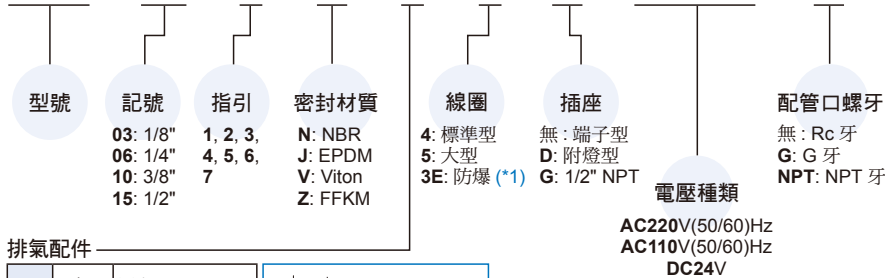 型號 記號 指引 密封材質 線圈 插座 配管口螺牙
03: 1/8" 1, 2, 3, N: NBR 4: 標準型 無 : 端子型 無 : Rc 牙
06: 1/4" 4, 5, 6, J: EPDM 5: 大型 D: 附燈型 G: G 牙
10: 3/8" 7 V: Viton 3E: 防爆 (*1) G: 1/2" NPT NPT: NPT 牙
15: 1/2" Z: FFKM
電壓種類
AC220V(50/60)Hz
AC110V(50/60)Hz
DC24V
排氣配件